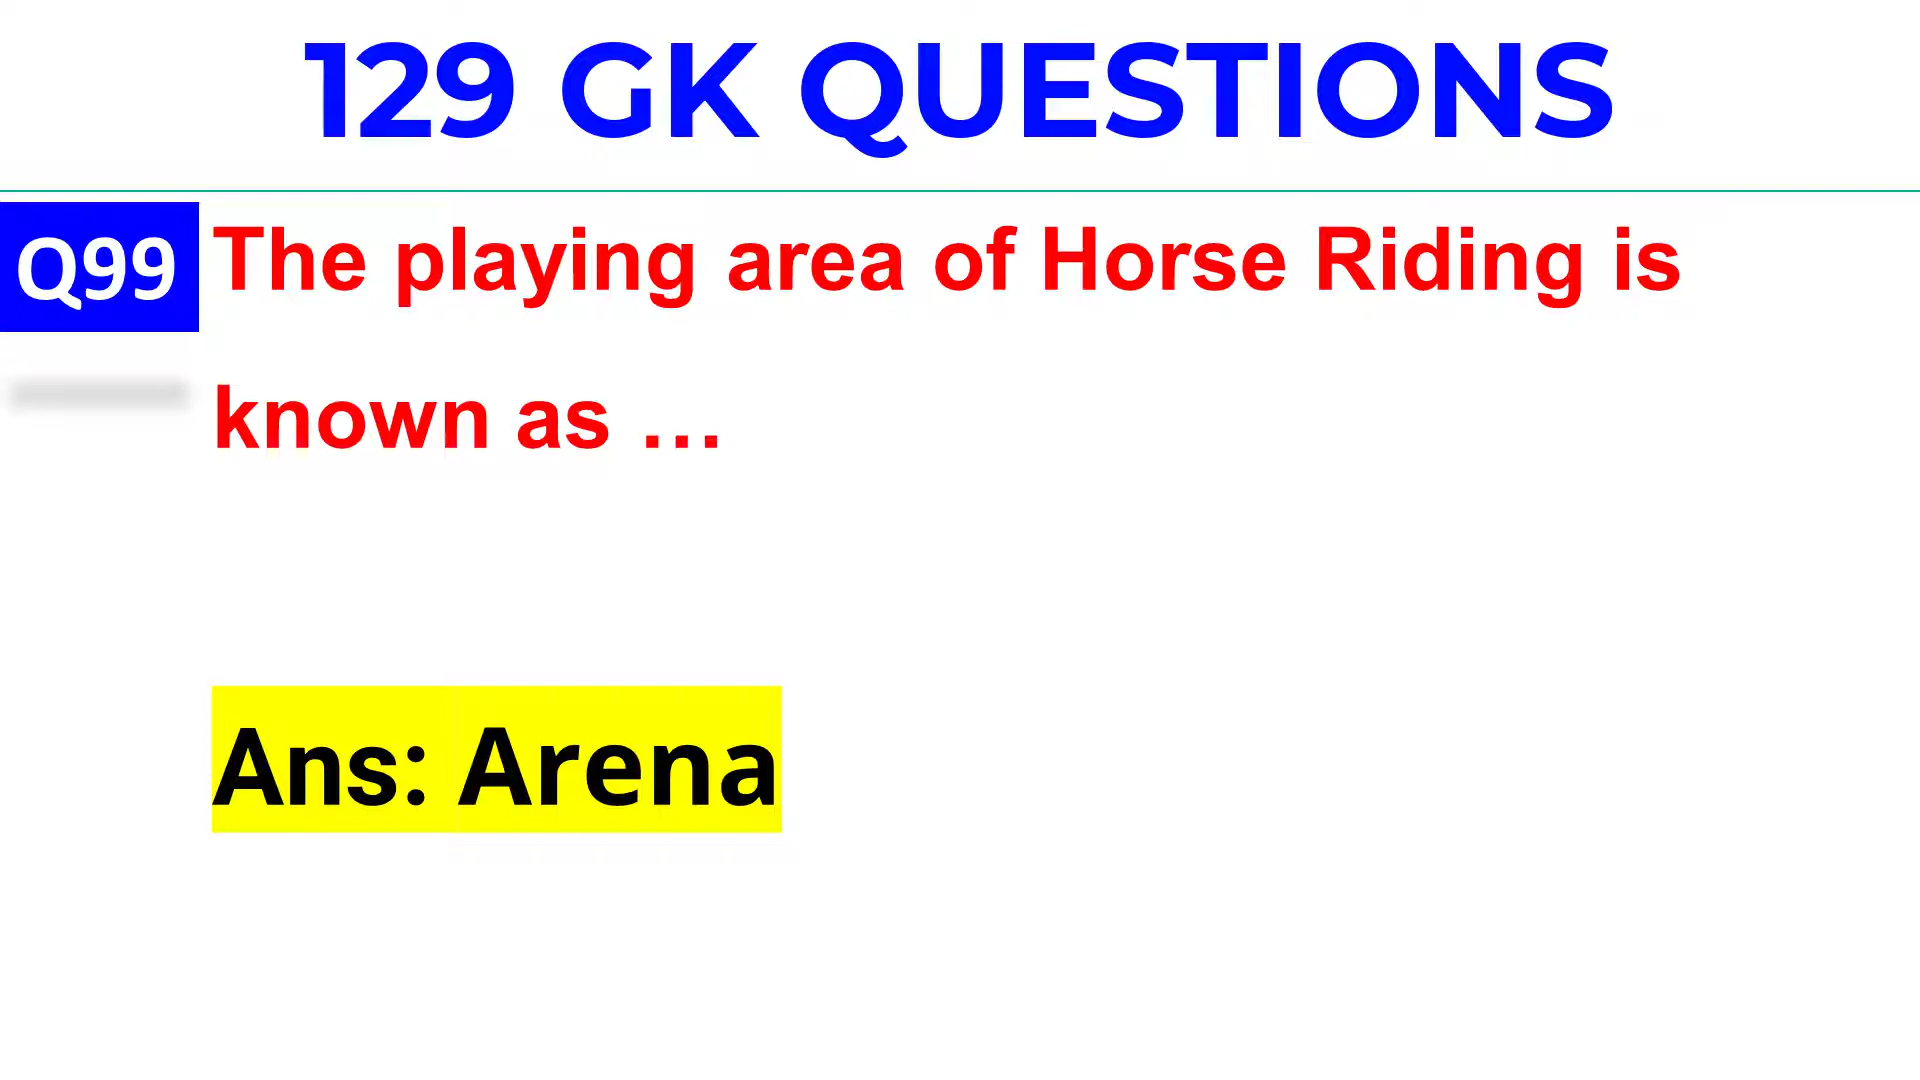 129 GK QUESTIONS
Q99 The playing area of Horse Riding is
known as …
Ans: Arena